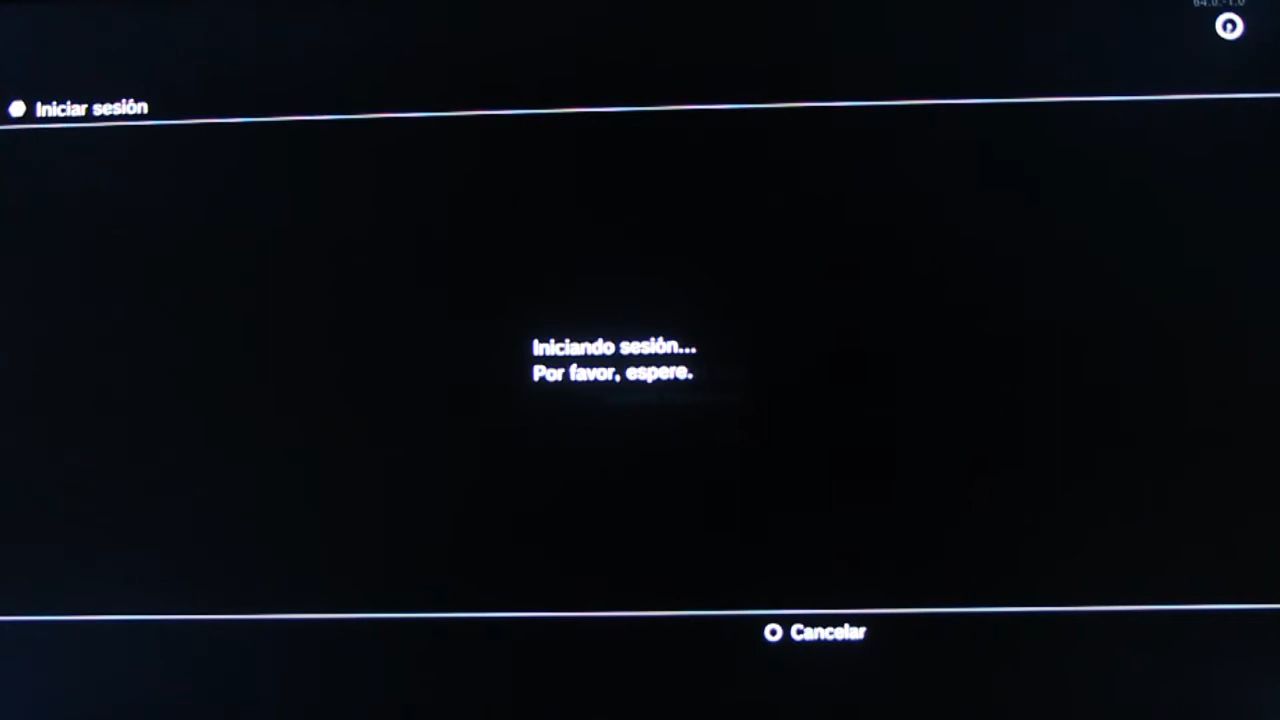 Iniciar sesión
Iniciando sesión...
Por favor, espere.
Cancelar